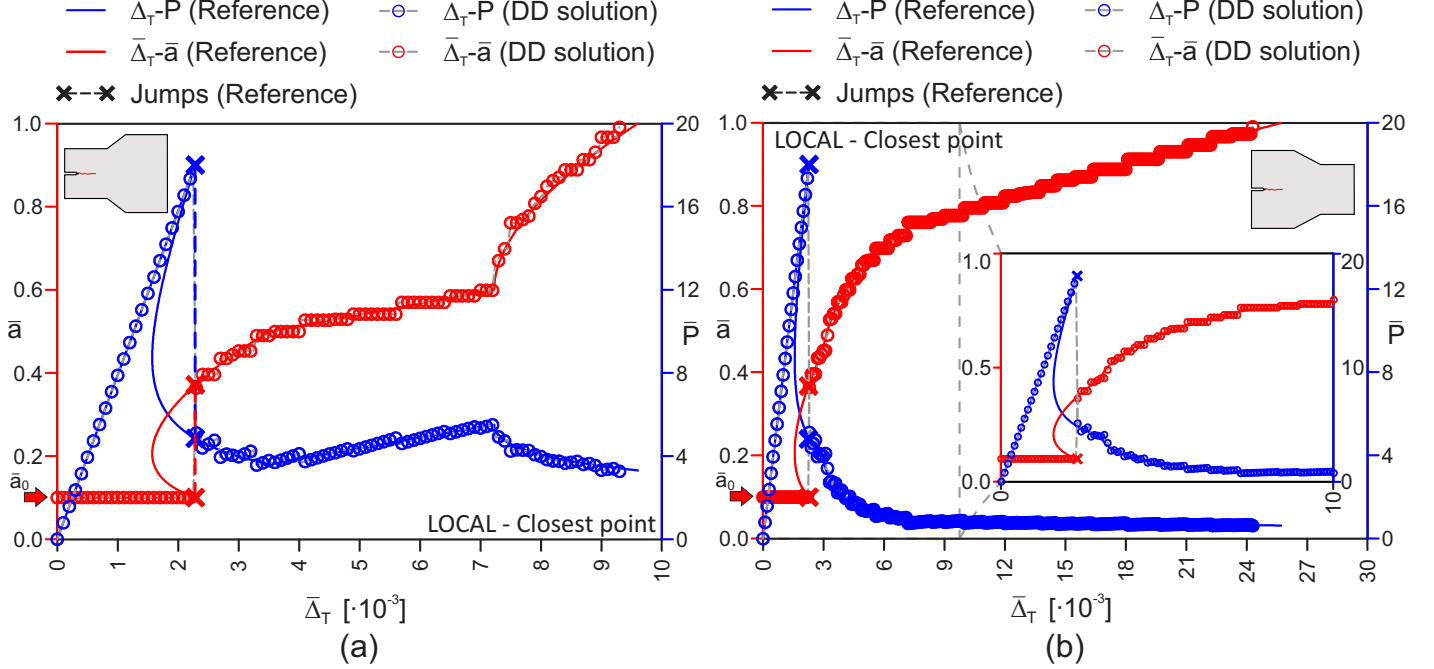 Δ_T-P (Reference)
Δ_T-P (DD solution)
Δ̅_T-a̅ (Reference)
Δ̅_T-a̅ (DD solution)
Jumps (Reference)
1.0
0.8
0.6
0.4
0.2
0.0
a̅
a̅₀
20
16
12
8
4
0
P̅
LOCAL - Closest point
0
1
2
3
4
5
6
7
8
9
10
Δ̅_T [·10⁻³]
(a)
Δ_T-P (Reference)
Δ_T-P (DD solution)
Δ̅_T-a̅ (Reference)
Δ̅_T-a̅ (DD solution)
Jumps (Reference)
LOCAL - Closest point
1.0
0.8
0.6
0.4
0.2
0.0
a̅
a̅₀
20
16
12
8
4
0
P̅
1.0
0.5
0.0
20
10
0
0
10
0
3
6
9
12
15
18
21
24
27
30
Δ̅_T [·10⁻³]
(b)